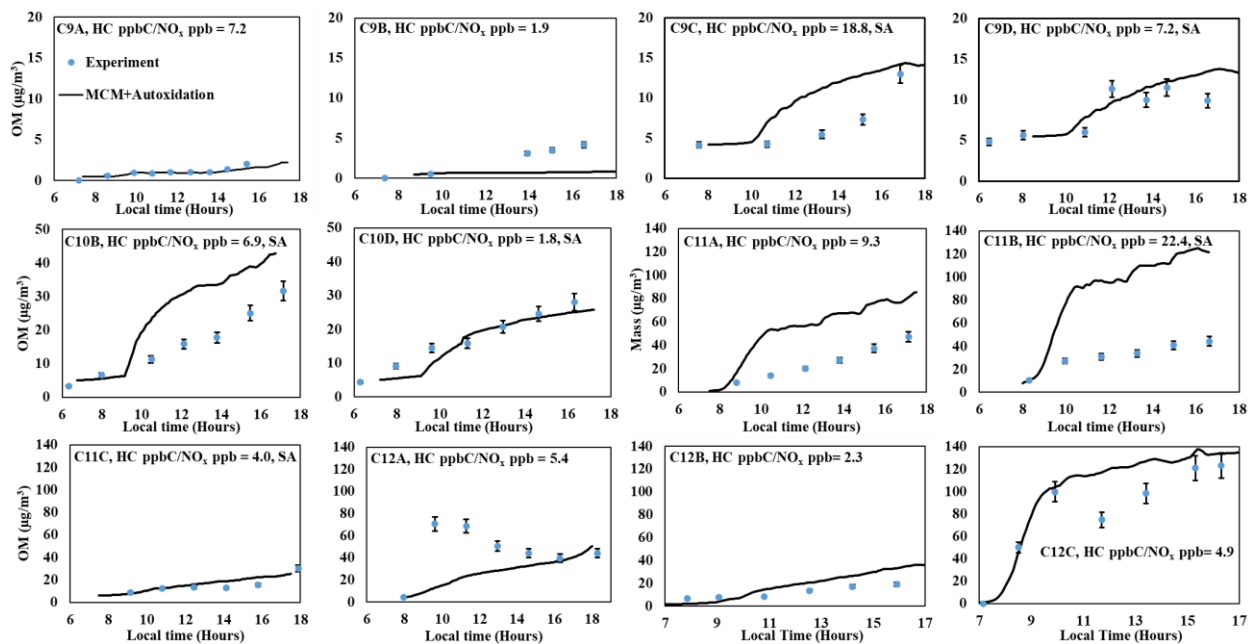 C9A, HC ppbC/NOx ppb = 7.2
Experiment
MCM+Autoxidation
OM (μg/m³)
20
15
10
5
0
6 8 10 12 14 16 18
Local time (Hours)
C9B, HC ppbC/NOx ppb = 1.9
20
15
10
5
0
6 8 10 12 14 16 18
Local time (Hours)
C9C, HC ppbC/NOx ppb = 18.8, SA
20
15
10
5
0
6 8 10 12 14 16 18
Local time (Hours)
C9D, HC ppbC/NOx ppb = 7.2, SA
20
15
10
5
0
6 8 10 12 14 16 18
Local time (Hours)
C10B, HC ppbC/NOx ppb = 6.9, SA
OM (μg/m³)
50
40
30
20
10
0
6 8 10 12 14 16 18
Local time (Hours)
C10D, HC ppbC/NOx ppb = 1.8, SA
50
40
30
20
10
0
6 8 10 12 14 16 18
Local time (Hours)
C11A, HC ppbC/NOx ppb = 9.3
Mass (μg/m³)
140
120
100
80
60
40
20
0
6 8 10 12 14 16 18
Local time (Hours)
C11B, HC ppbC/NOx ppb = 22.4, SA
140
120
100
80
60
40
20
0
6 8 10 12 14 16 18
Local time (Hours)
C11C, HC ppbC/NOx ppb = 4.0, SA
OM (μg/m³)
140
120
100
80
60
40
20
0
6 8 10 12 14 16 18
Local time (Hours)
C12A, HC ppbC/NOx ppb = 5.4
140
120
100
80
60
40
20
0
6 8 10 12 14 16 18
Local time (Hours)
C12B, HC ppbC/NOx ppb= 2.3
140
120
100
80
60
40
20
0
7 9 11 13 15 17
Local time (Hours)
C12C, HC ppbC/NOx ppb= 4.9
140
120
100
80
60
40
20
0
7 9 11 13 15 17
Local time (Hours)